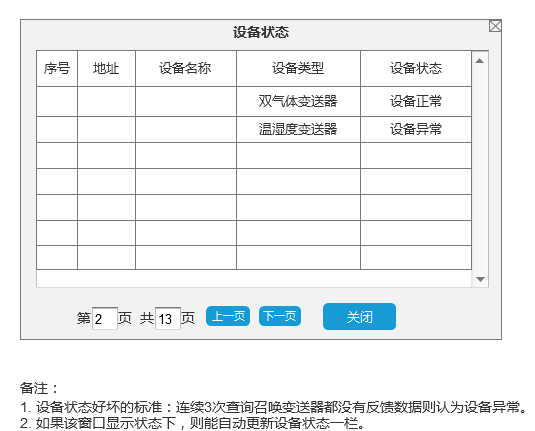 设备状态
序号 地址 设备名称 设备类型 设备状态
双气体变送器 设备正常
温湿度变送器 设备异常
第2页 共13页 上一页 下一页 关闭
备注：
1. 设备状态好坏的标准：连续3次查询召唤变送器都没有反馈数据则认为设备异常。
2. 如果该窗口显示状态下，则能自动更新设备状态一栏。